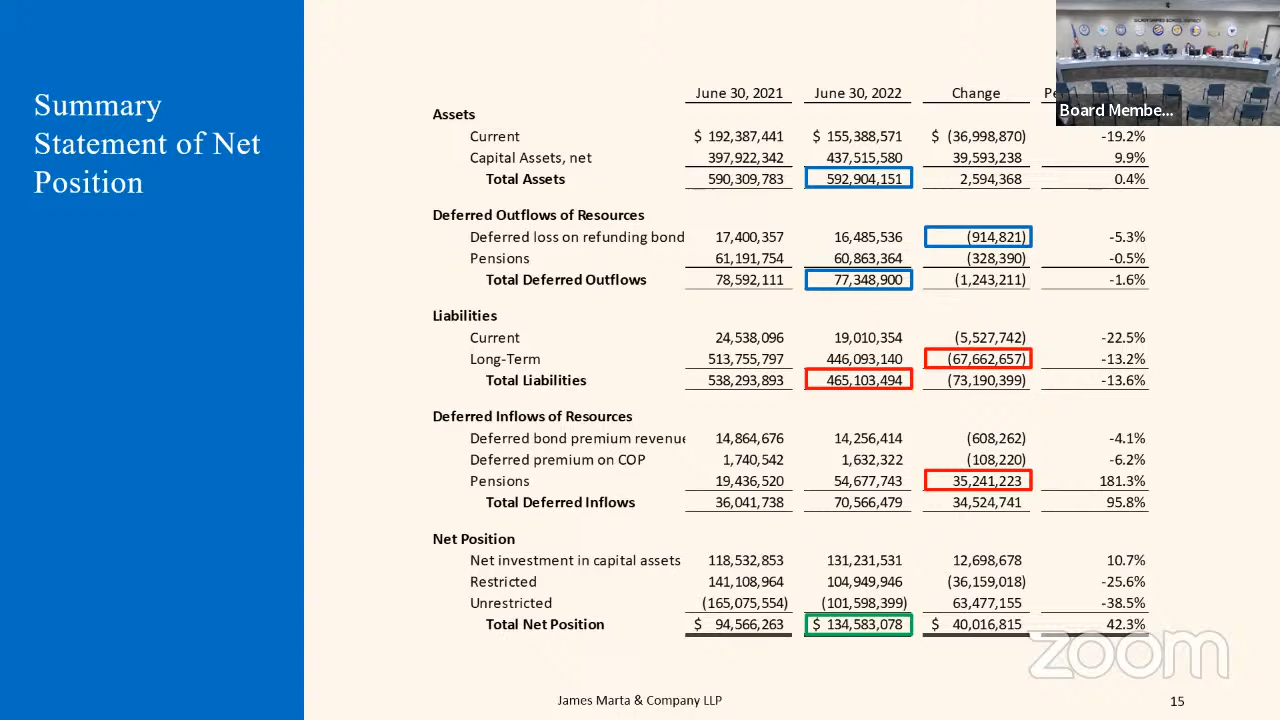 Summary
Statement of Net
Position
June 30, 2021 June 30, 2022 Change
Assets
Current $ 192,387,441 $ 155,388,571 $ (36,998,870) -19.2%
Capital Assets, net 397,922,342 437,515,580 39,593,238 9.9%
Total Assets 590,309,783 592,904,151 2,594,368 0.4%
Deferred Outflows of Resources
Deferred loss on refunding bond 17,400,357 16,485,536 (914,821) -5.3%
Pensions 61,191,754 60,863,364 (328,390) -0.5%
Total Deferred Outflows 78,592,111 77,348,900 (1,243,211) -1.6%
Liabilities
Current 24,538,096 19,010,354 (5,527,742) -22.5%
Long-Term 513,755,797 446,093,140 (67,662,657) -13.2%
Total Liabilities 538,293,893 465,103,494 (73,190,399) -13.6%
Deferred Inflows of Resources
Deferred bond premium revenue 14,864,676 14,256,414 (608,262) -4.1%
Deferred premium on COP 1,740,542 1,632,322 (108,220) -6.2%
Pensions 19,436,520 54,677,743 35,241,223 181.3%
Total Deferred Inflows 36,041,738 70,566,479 34,524,741 95.8%
Net Position
Net investment in capital assets 118,532,853 131,231,531 12,698,678 10.7%
Restricted 141,108,964 104,949,946 (36,159,018) -25.6%
Unrestricted (165,075,554) (101,598,399) 63,477,155 -38.5%
Total Net Position $ 94,566,263 $ 134,583,078 $ 40,016,815 42.3%
Board Membe...
zoom
James Marta & Company LLP
15